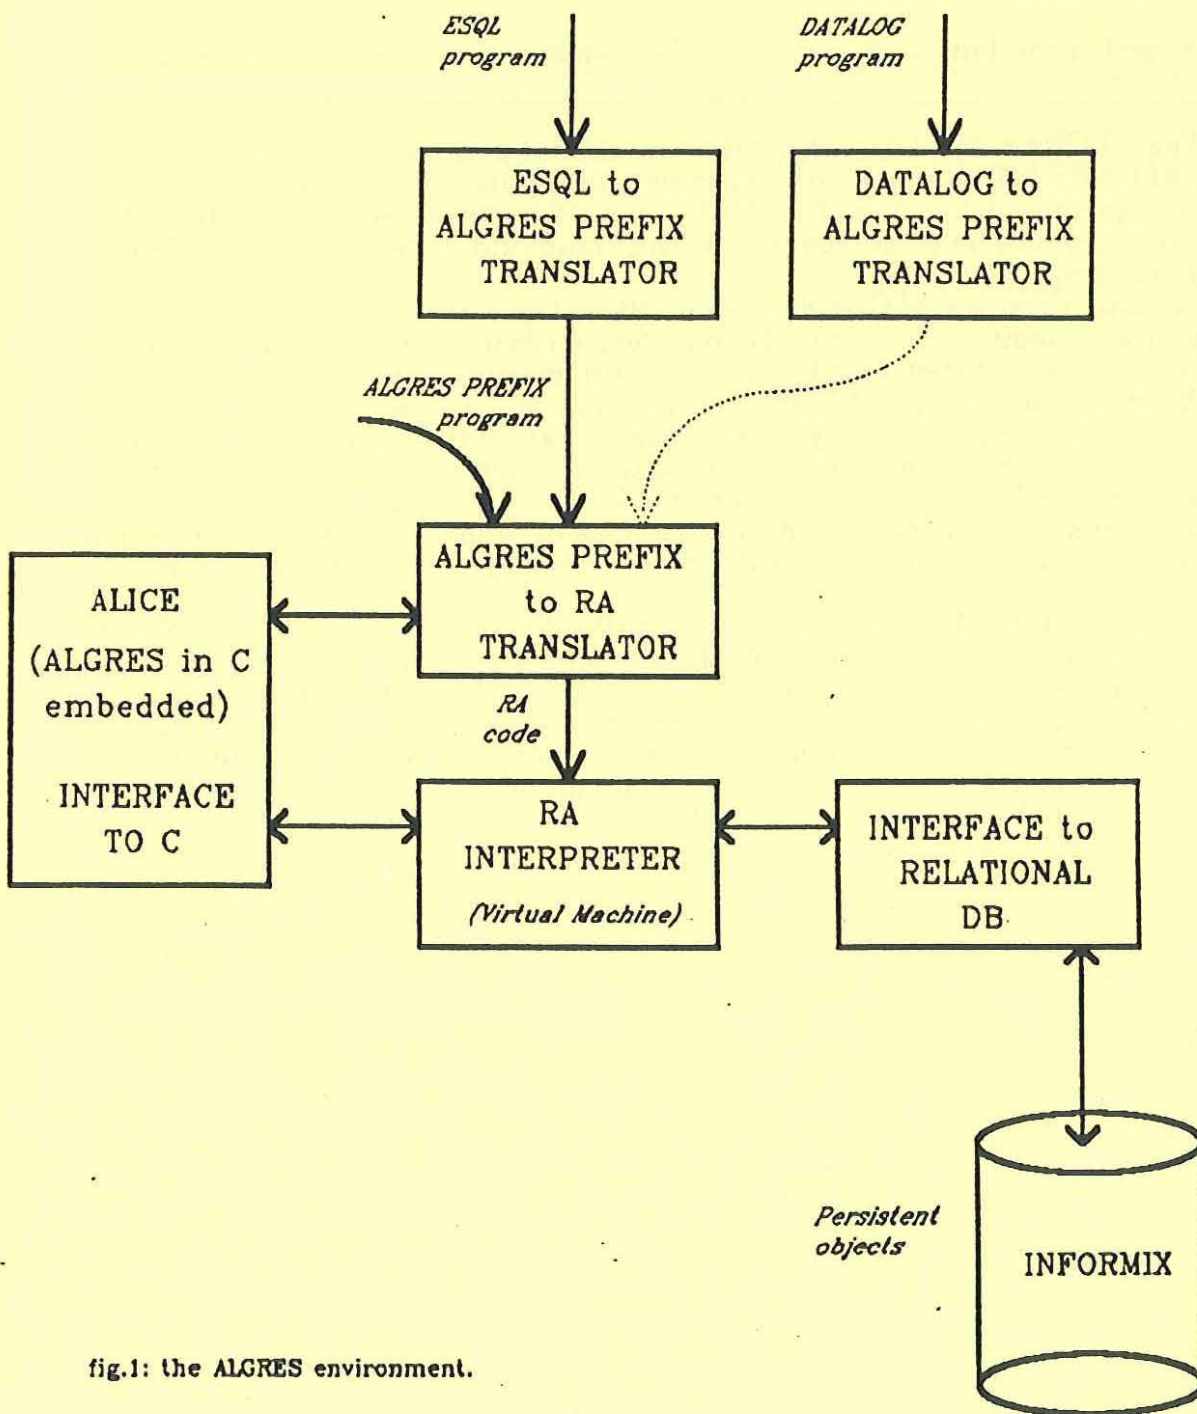 ESQL
program
DATALOG
program
ESQL to
ALGRES PREFIX
TRANSLATOR
DATALOG to
ALGRES PREFIX
TRANSLATOR
ALGRES PREFIX
program
ALGRES PREFIX
to RA
TRANSLATOR
ALICE
(ALGRES in C
embedded)
INTERFACE
TO C
RA
code
RA
INTERPRETER
(Virtual Machine)
INTERFACE to
RELATIONAL
DB
Persistent
objects
INFORMIX
fig.1: the ALGRES environment.